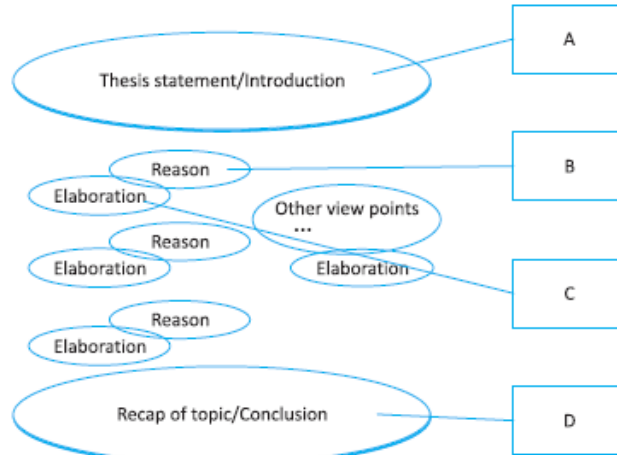 A
Thesis statement/Introduction
B
Reason
Elaboration
Other view points
...
Reason
Elaboration
Elaboration
C
Reason
Elaboration
Recap of topic/Conclusion
D